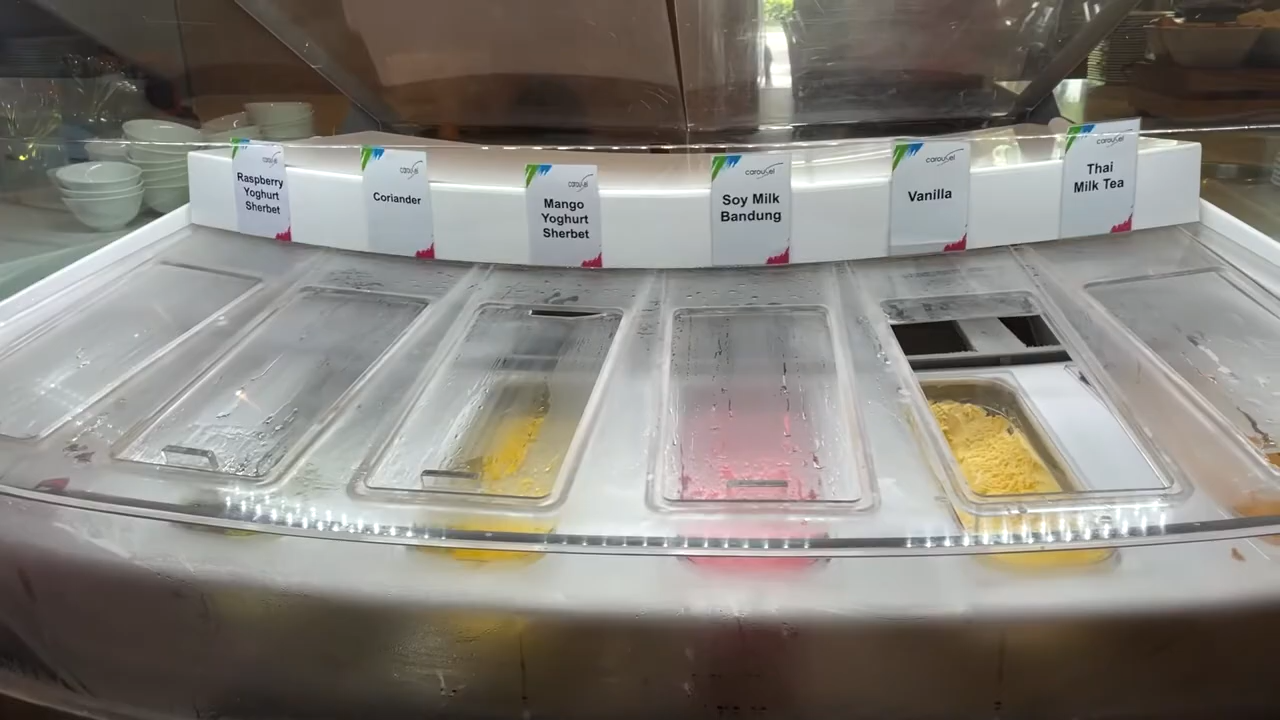 carousel
Raspberry
Yoghurt
Sherbet
carousel
Coriander
carousel
Mango
Yoghurt
Sherbet
carousel
Soy Milk
Bandung
carousel
Vanilla
carousel
Thai
Milk Tea